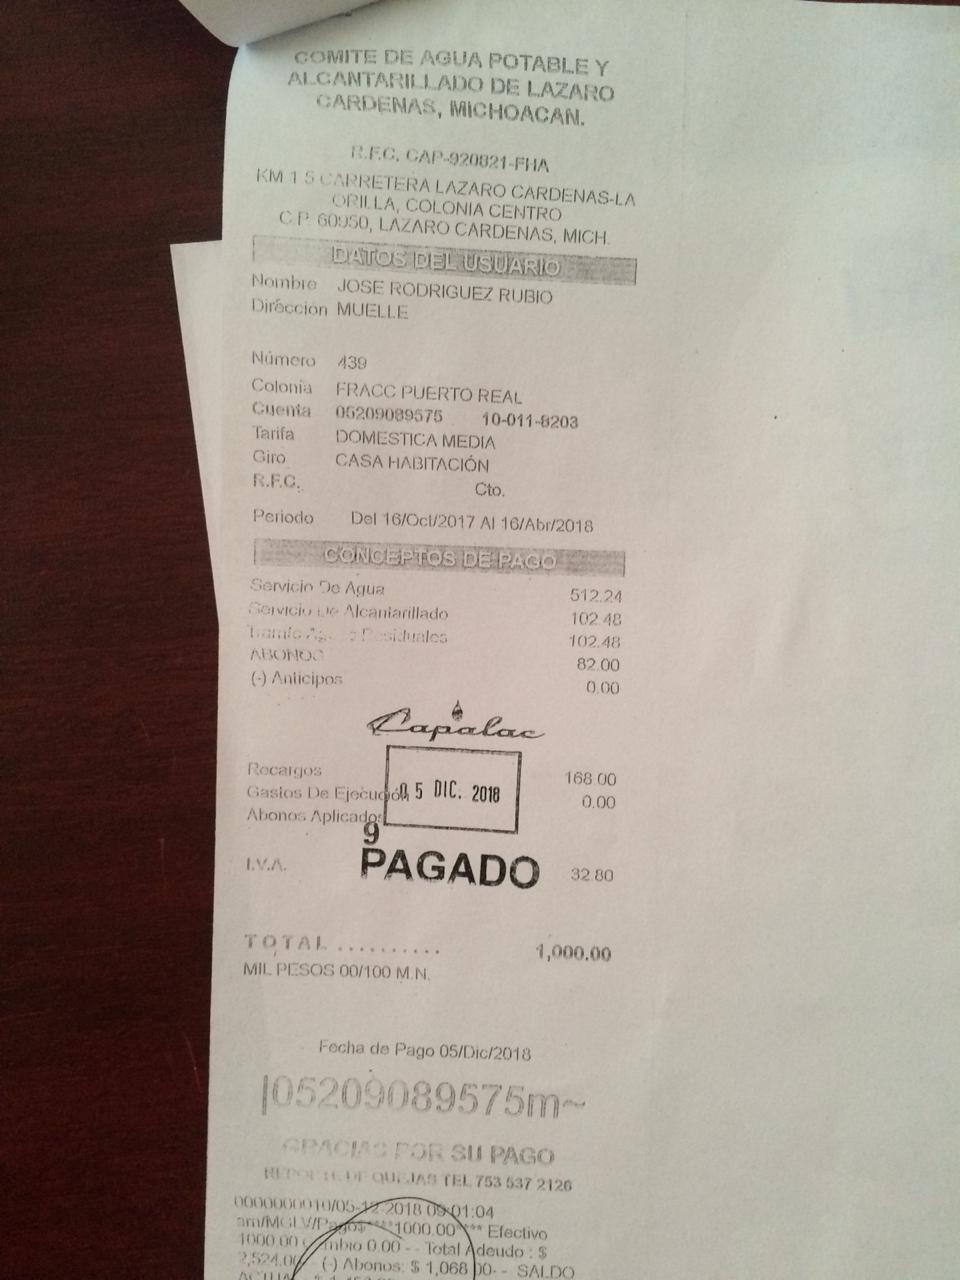 COMITE DE AGUA POTABLE Y
ALCANTARILLADO DE LAZARO
CARDENAS, MICHOACAN.
R.F.C. CAP-920821-FHA
KM 1 5 CARRETERA LAZARO CARDENAS-LA
ORILLA, COLONIA CENTRO
C.P. 60950, LAZARO CARDENAS, MICH.
DATOS DEL USUARIO
Nombre JOSE RODRIGUEZ RUBIO
Dirección MUELLE
Número 439
Colonia FRACC PUERTO REAL
Cuenta 05209089575 10-011-8203
Tarifa DOMESTICA MEDIA
Giro CASA HABITACIÓN
R.F.C. Cto.
Periodo Del 16/Oct/2017 Al 16/Abr/2018
CONCEPTOS DE PAGO
Servicio De Agua 512.24
Servicio De Alcantarillado 102.48
Residuales 102.48
ABONOS 82.00
(-) Anticipos 0.00
Capalac
Recargos 168.00
Gastos De Ejecución 0.00
05 DIC. 2018
Abonos Aplicados
9
PAGADO
I.V.A. 32.80
TOTAL .......... 1,000.00
MIL PESOS 00/100 M.N.
Fecha de Pago 05/Dic/2018
|05209089575m~
GRACIAS POR SU PAGO
REPORTE DE QUEJAS TEL 753 537 2126
0000000010/05-12-2018 09:01:04
am/MGLV/Pago$****1000.00*** Efectivo
1000.00 0.00 - - Total Adeudo : $
2,524.00 (-) Abonos: $ 1,068.00- - SALDO